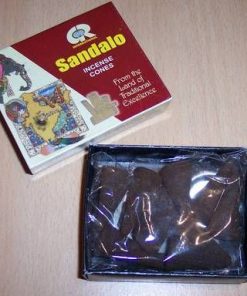 Sandalo
INCENSE
CONES
From the
Land of
Traditional
Excellence